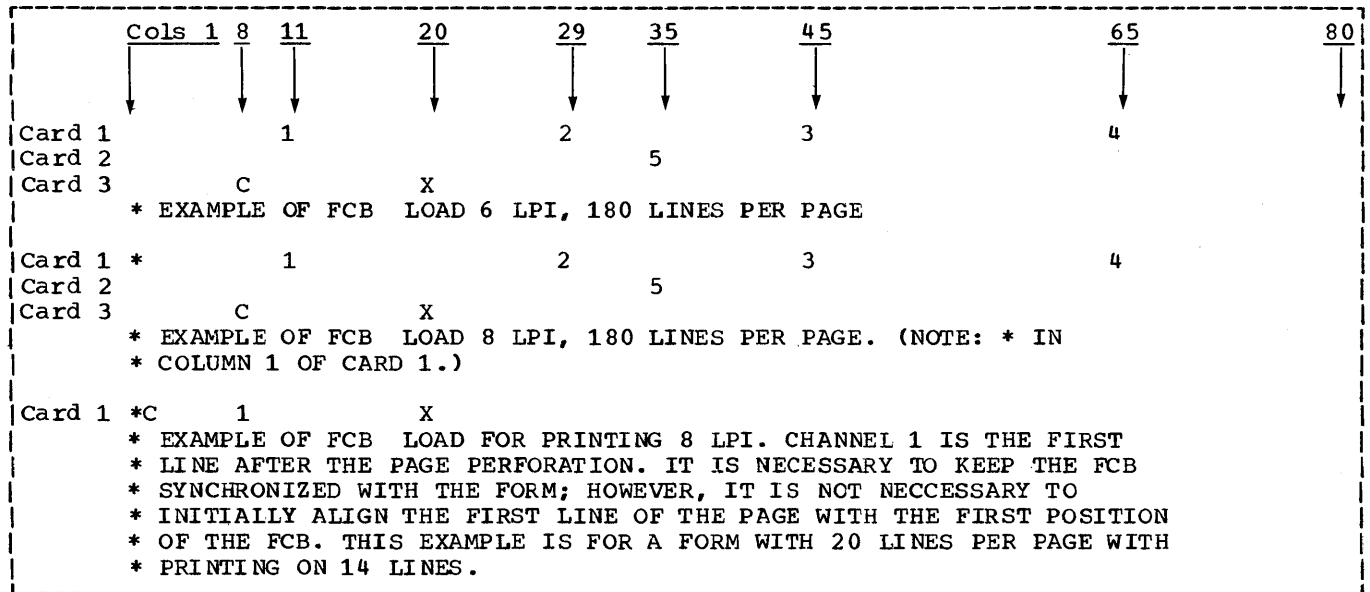 Cols 1 8 11 20 29 35 45 65 80
Card 1 1 2 3 4
Card 2 5
Card 3 C X
* EXAMPLE OF FCB LOAD 6 LPI, 180 LINES PER PAGE
Card 1 * 1 2 3 4
Card 2 5
Card 3 C X
* EXAMPLE OF FCB LOAD 8 LPI, 180 LINES PER PAGE. (NOTE: * IN
* COLUMN 1 OF CARD 1.)
Card 1 *C 1 X
* EXAMPLE OF FCB LOAD FOR PRINTING 8 LPI. CHANNEL 1 IS THE FIRST
* LINE AFTER THE PAGE PERFORATION. IT IS NECESSARY TO KEEP THE FCB
* SYNCHRONIZED WITH THE FORM; HOWEVER, IT IS NOT NECCESSARY TO
* INITIALLY ALIGN THE FIRST LINE OF THE PAGE WITH THE FIRST POSITION
* OF THE FCB. THIS EXAMPLE IS FOR A FORM WITH 20 LINES PER PAGE WITH
* PRINTING ON 14 LINES.